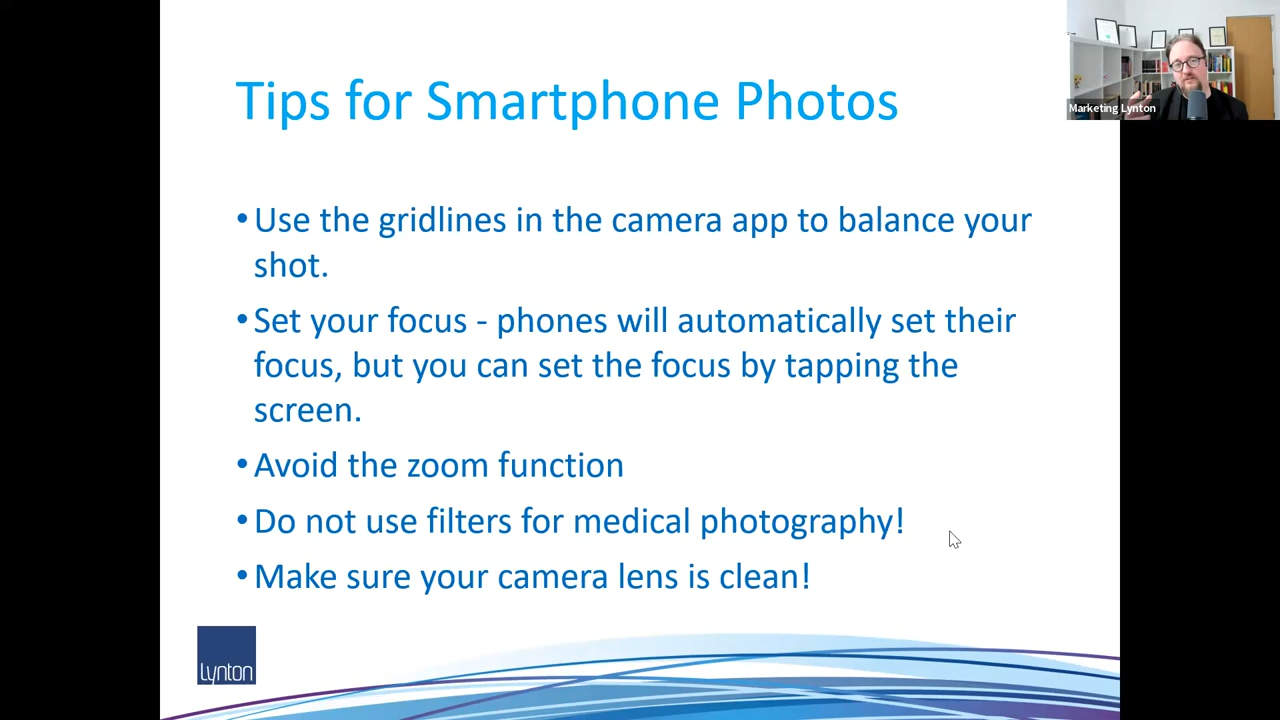 Tips for Smartphone Photos
Marketing Lynton
•Use the gridlines in the camera app to balance your
shot.
•Set your focus - phones will automatically set their
focus, but you can set the focus by tapping the
screen.
•Avoid the zoom function
•Do not use filters for medical photography!
•Make sure your camera lens is clean!
Lynton